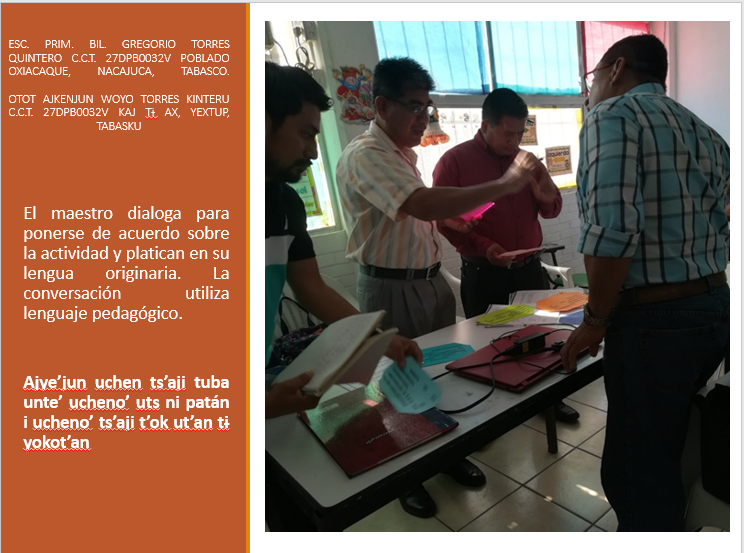 ESC. PRIM. BIL. GREGORIO TORRES
QUINTERO C.C.T. 27DPB0032V POBLADO
OXIACAQUE, NACAJUCA, TABASCO.
OTOT AJKENJUN WOYO TORRES KINTERU
C.C.T. 27DPB0032V KAJ Tɨ AX, YEXTUP,
TABASKU
El maestro dialoga para
ponerse de acuerdo sobre
la actividad y platican en su
lengua originaria. La
conversación utiliza
lenguaje pedagógico.
Ajye’jun uchen ts’aji tuba
unte’ ucheno’ uts ni patán
i ucheno’ ts’aji t’ok ut’an tɨ
yokot’an